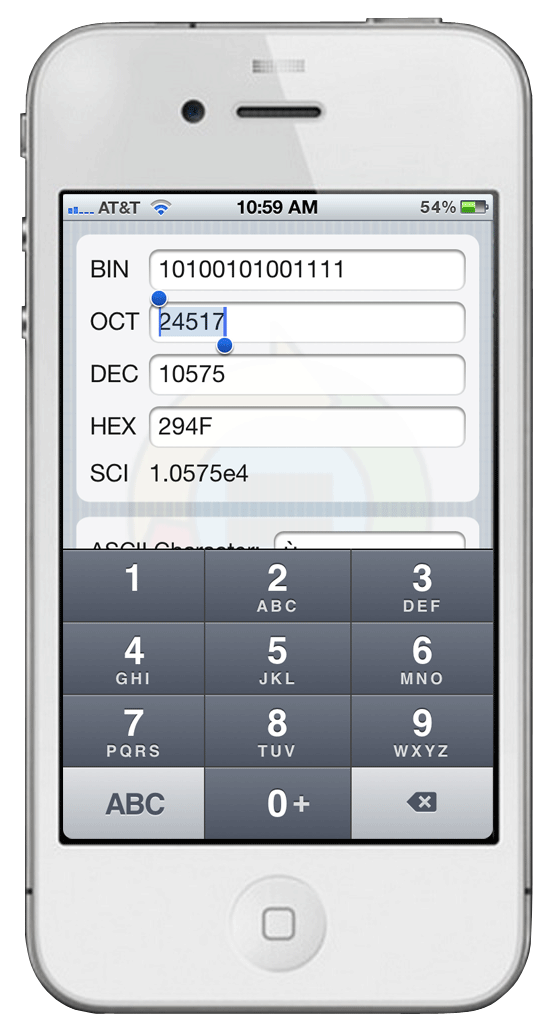 AT&T 10:59 AM 54%
BIN 10100101001111
OCT 24517
DEC 10575
HEX 294F
SCI 1.0575e4
ASCII Character:
1 2 3
ABC DEF
4 5 6
GHI JKL MNO
7 8 9
PQRS TUV WXYZ
ABC 0+